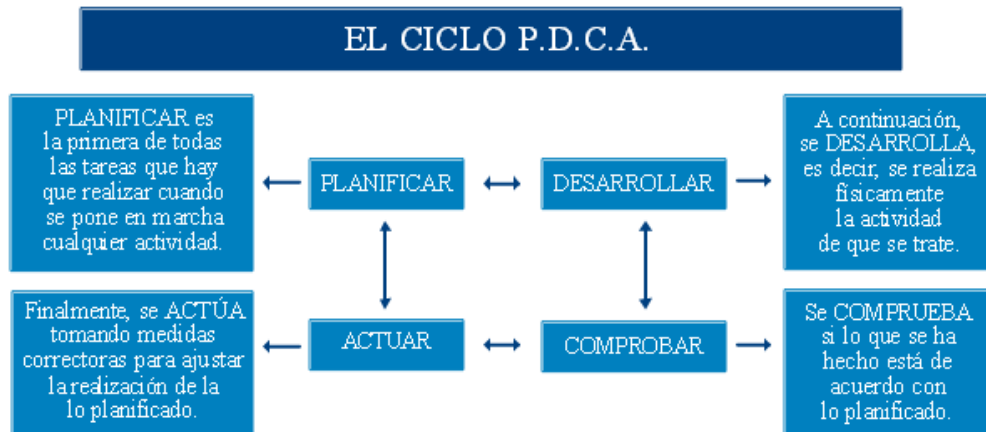 EL CICLO P.D.C.A.
PLANIFICAR es
la primera de todas
las tareas que hay
que realizar cuando
se pone en marcha
cualquier actividad.
PLANIFICAR
DESARROLLAR
A continuación,
se DESARROLLA,
es decir, se realiza
físicamente
la actividad
de que se trate.
Finalmente, se ACTÚA
tomando medidas
correctoras para ajustar
la realización de la
lo planificado.
ACTUAR
COMPROBAR
Se COMPRUEBA
si lo que se ha
hecho está de
acuerdo con
lo planificado.